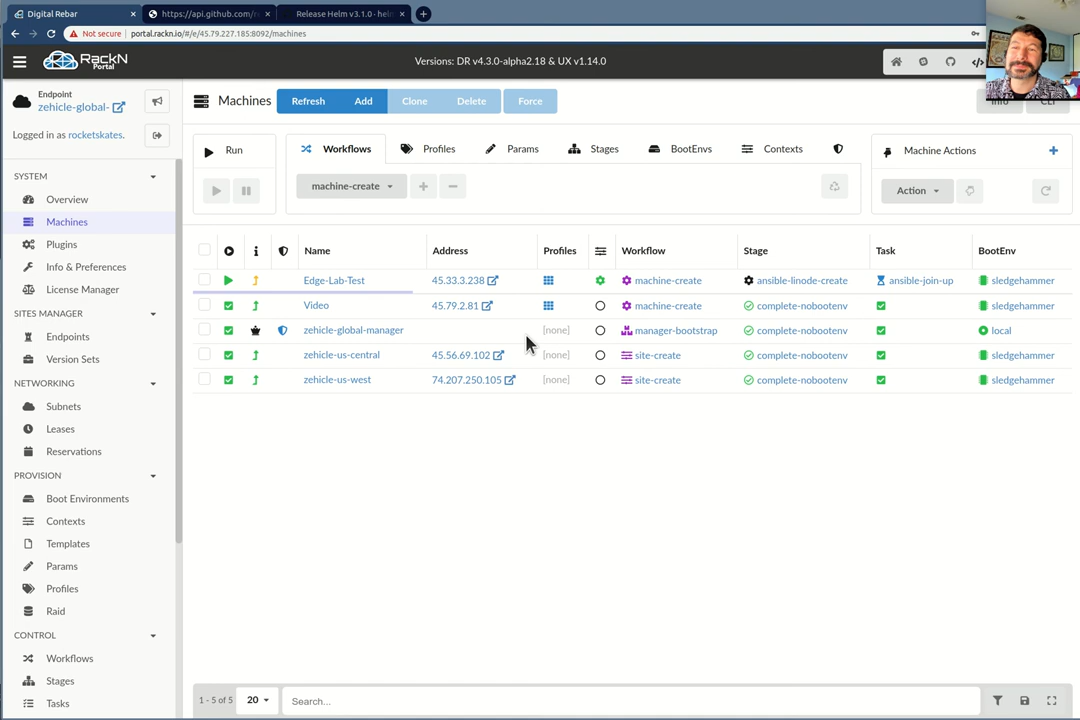 Digital Rebar
https://api.github.com/r
Release Helm v3.1.0 · heln
Not secure | portal.rackn.io/#/e/45.79.227.185:8092/machines
RackN
Portal
Versions: DR v4.3.0-alpha2.18 & UX v1.14.0
Endpoint
zehicle-global-
Logged in as rocketskates.
Machines
Refresh
Add
Clone
Delete
Force
Info
CLI
Run
Workflows
Profiles
Params
Stages
BootEnvs
Contexts
Machine Actions
machine-create
Action
SYSTEM
Overview
Machines
Plugins
Info & Preferences
License Manager
SITES MANAGER
Endpoints
Version Sets
NETWORKING
Subnets
Leases
Reservations
PROVISION
Boot Environments
Contexts
Templates
Params
Profiles
Raid
CONTROL
Workflows
Stages
Tasks
Name Address Profiles Workflow Stage Task BootEnv
Edge-Lab-Test 45.33.3.238 machine-create ansible-linode-create ansible-join-up sledgehammer
Video 45.79.2.81 machine-create complete-nobootenv sledgehammer
zehicle-global-manager [none] manager-bootstrap complete-nobootenv local
zehicle-us-central 45.56.69.102 [none] site-create complete-nobootenv sledgehammer
zehicle-us-west 74.207.250.105 [none] site-create complete-nobootenv sledgehammer
1 - 5 of 5
20
Search...